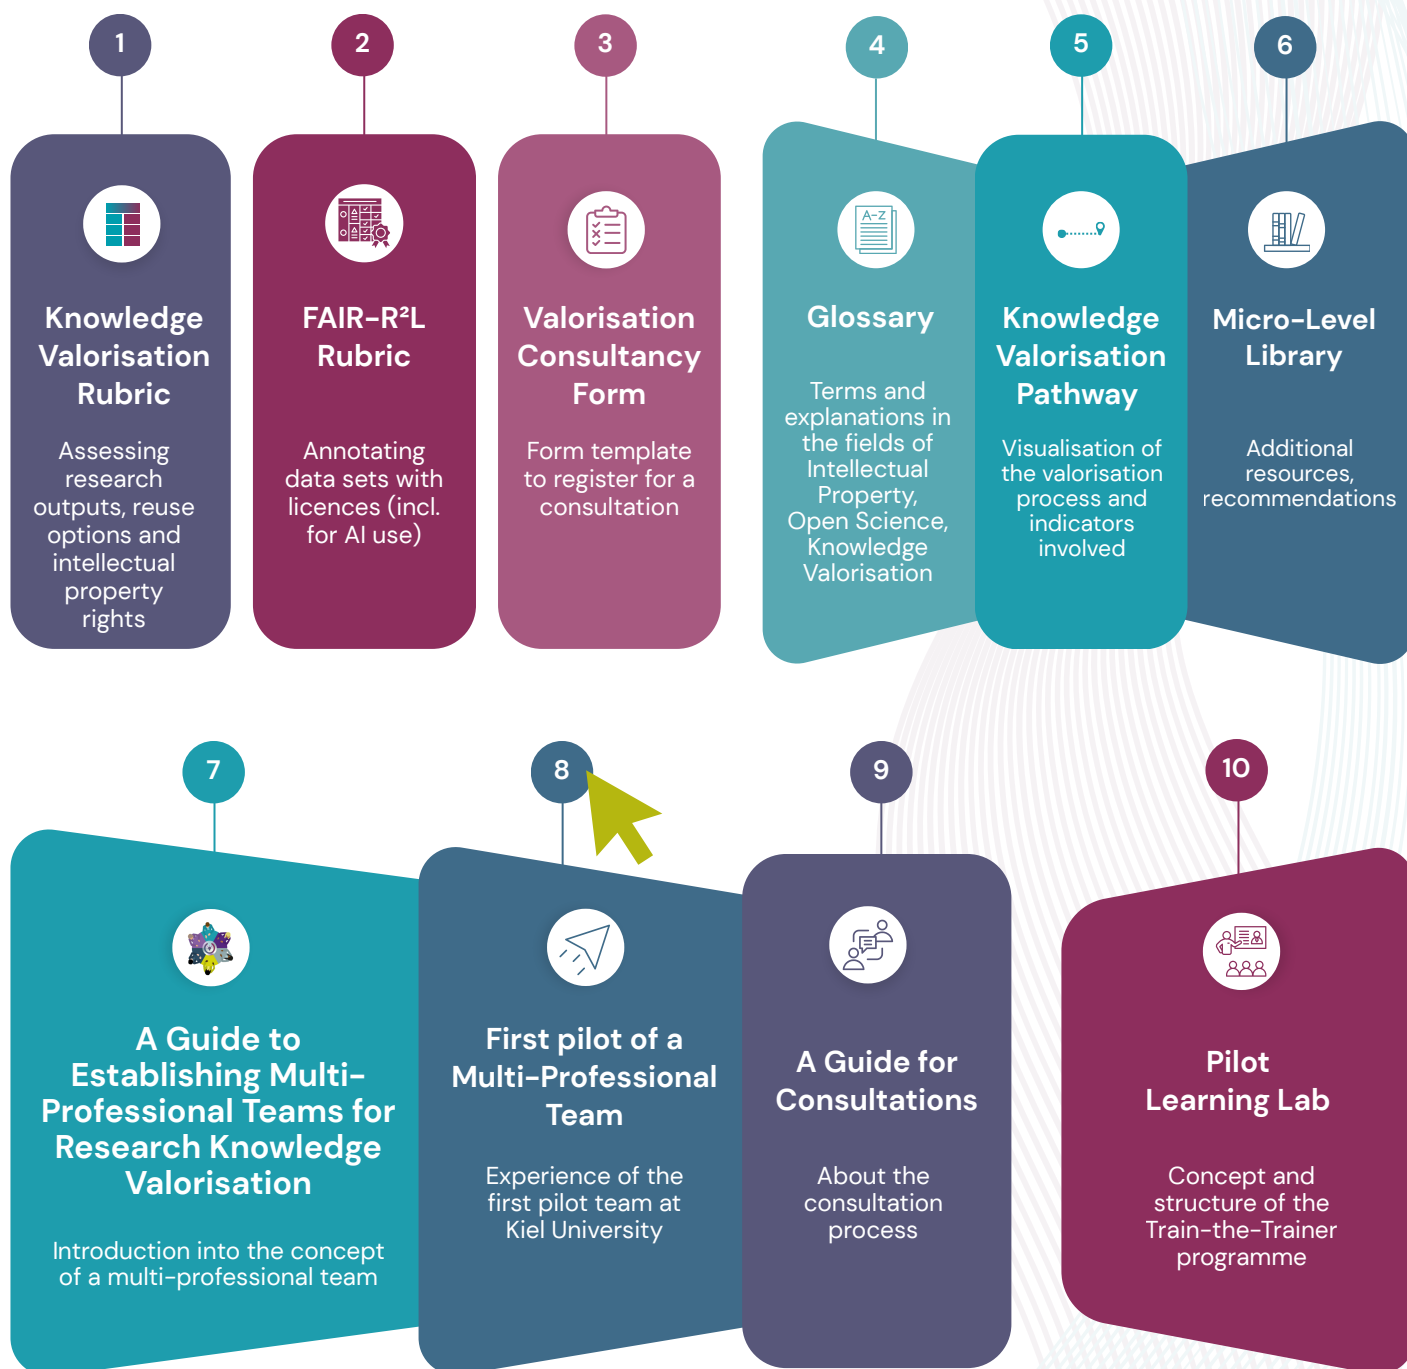 1
Knowledge
Valorisation
Rubric
Assessing
research
outputs, reuse
options and
intellectual
property
rights
2
FAIR-R²L
Rubric
Annotating
data sets with
licences (incl.
for AI use)
3
Valorisation
Consultancy
Form
Form template
to register for a
consultation
4
A-Z
Glossary
Terms and
explanations in
the fields of
Intellectual
Property,
Open Science,
Knowledge
Valorisation
5
Knowledge
Valorisation
Pathway
Visualisation of
the valorisation
process and
indicators
involved
6
Micro-Level
Library
Additional
resources,
recommendations
7
A Guide to
Establishing Multi-
Professional Teams for
Research Knowledge
Valorisation
Introduction into the concept
of a multi-professional team
8
First pilot of a
Multi-Professional
Team
Experience of the
first pilot team at
Kiel University
9
A Guide for
Consultations
About the
consultation
process
10
Pilot
Learning Lab
Concept and
structure of the
Train-the-Trainer
programme